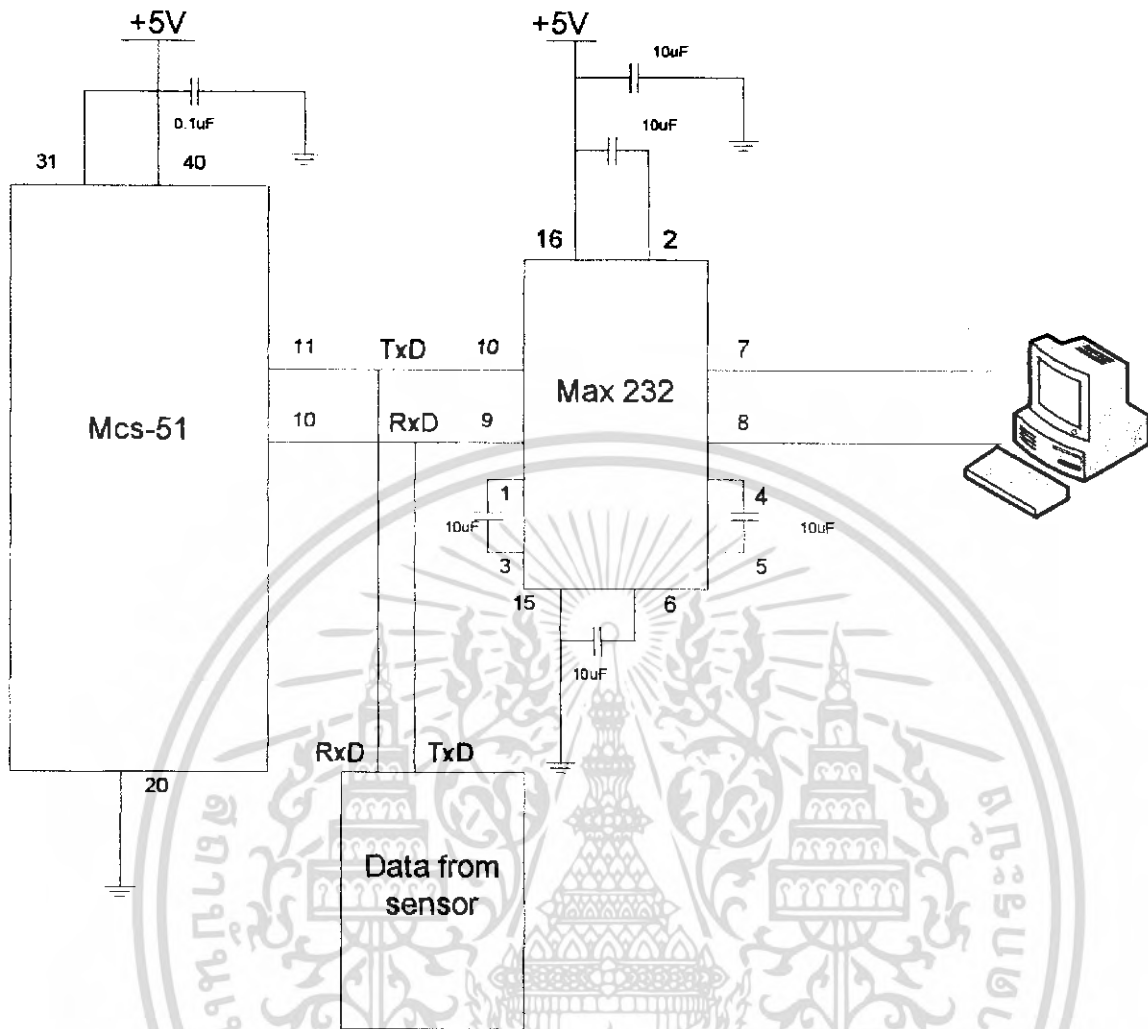 +5V
+5V
10uF
0.1uF
10uF
31
40
16
2
11
TxD
10
7
Max 232
Mcs-51
10
RxD
9
8
1
4
10uF
10uF
3
5
15
6
10uF
RxD
TxD
20
Data from
sensor